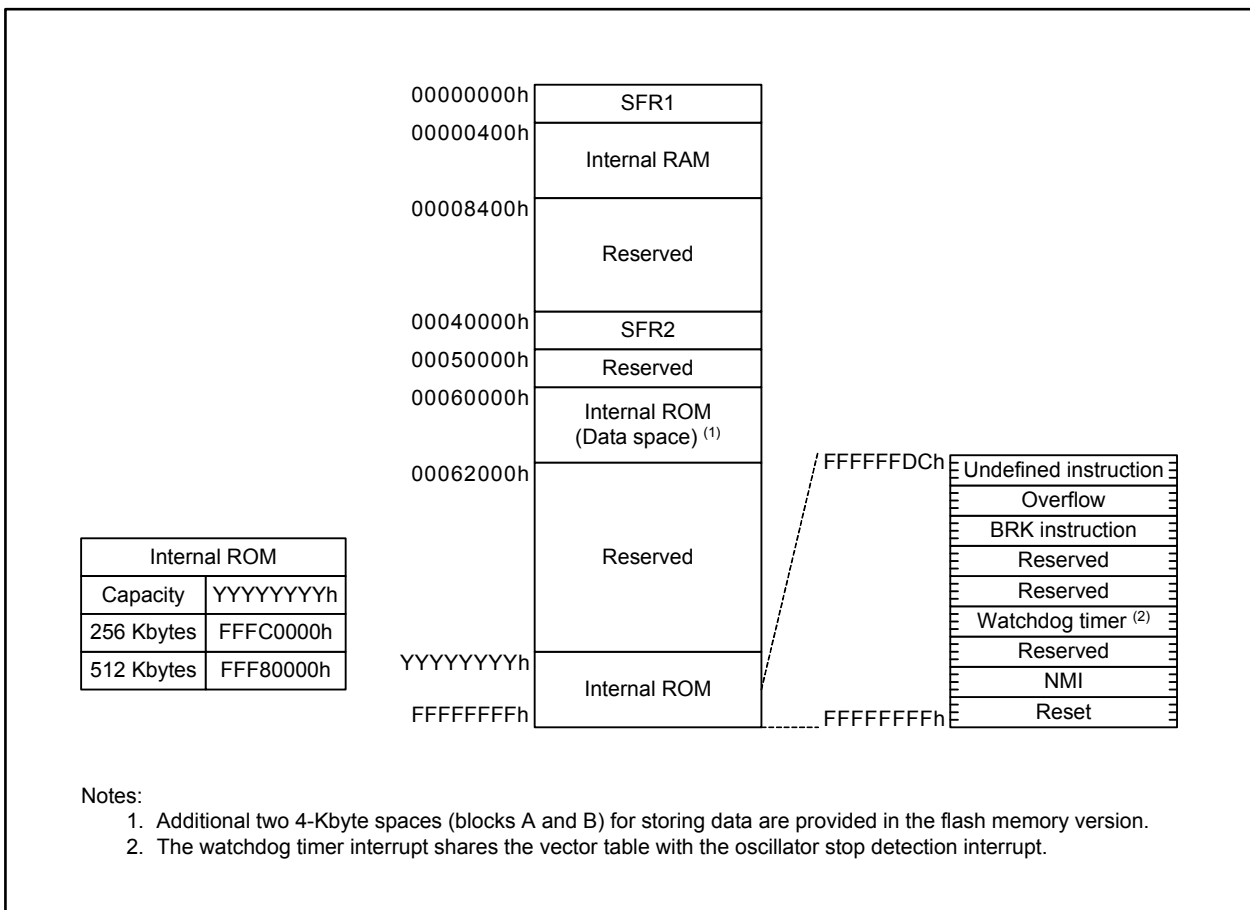 00000000h
SFR1
00000400h
Internal RAM
00008400h
Reserved
00040000h
SFR2
00050000h
Reserved
00060000h
Internal ROM
(Data space) (1)
00062000h
Reserved
YYYYYYYYh
Internal ROM
FFFFFFFFh
Internal ROM
Capacity YYYYYYYYh
256 Kbytes FFFC0000h
512 Kbytes FFF80000h
FFFFFFDCh
Undefined instruction
Overflow
BRK instruction
Reserved
Reserved
Watchdog timer (2)
Reserved
NMI
Reset
FFFFFFFFh
Notes:
1. Additional two 4-Kbyte spaces (blocks A and B) for storing data are provided in the flash memory version.
2. The watchdog timer interrupt shares the vector table with the oscillator stop detection interrupt.